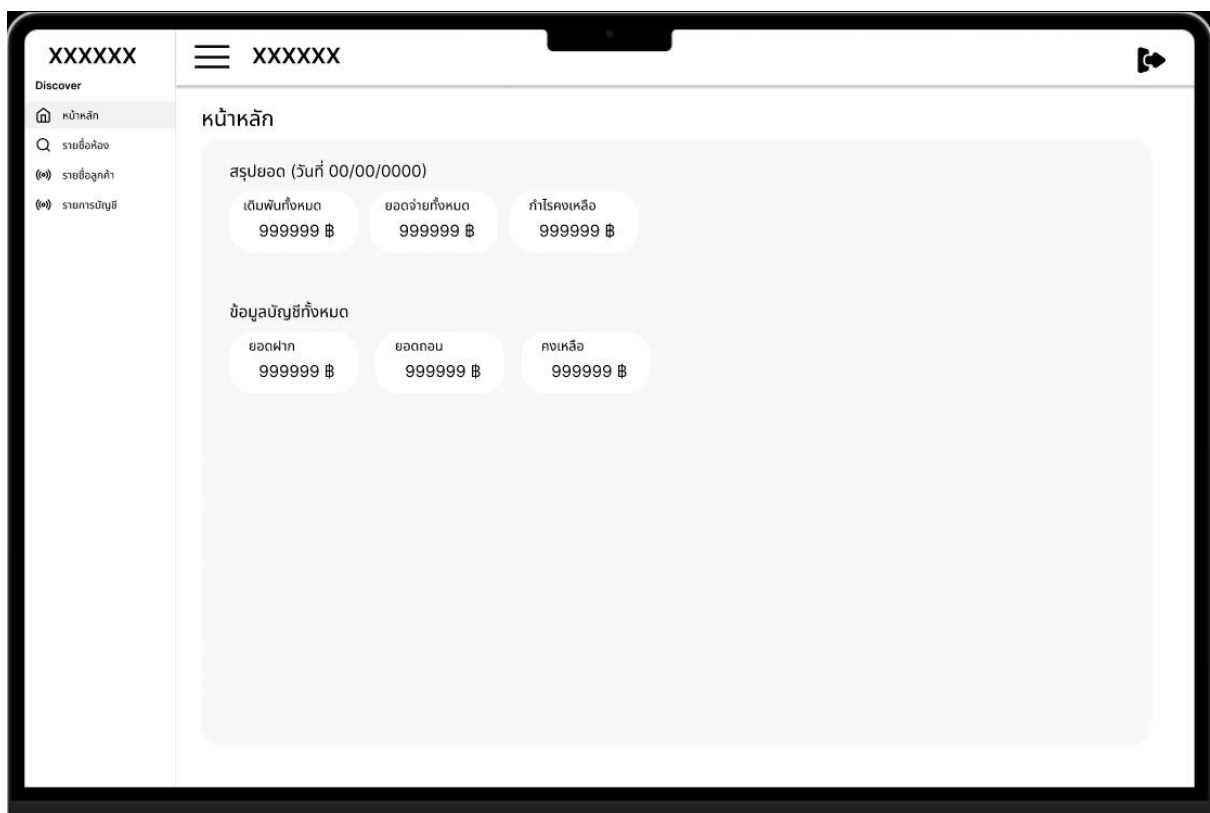 XXXXXX
Discover
หน้าหลัก
รายชื่อห้อง
รายชื่อลูกค้า
รายการบัญชี
XXXXXX
หน้าหลัก
สรุปยอด (วันที่ 00/00/0000)
เดิมพันทั้งหมด ยอดจ่ายทั้งหมด กำไรคงเหลือ
999999 ฿ 999999 ฿ 999999 ฿
ข้อมูลบัญชีทั้งหมด
ยอดฝาก ยอดถอน คงเหลือ
999999 ฿ 999999 ฿ 999999 ฿